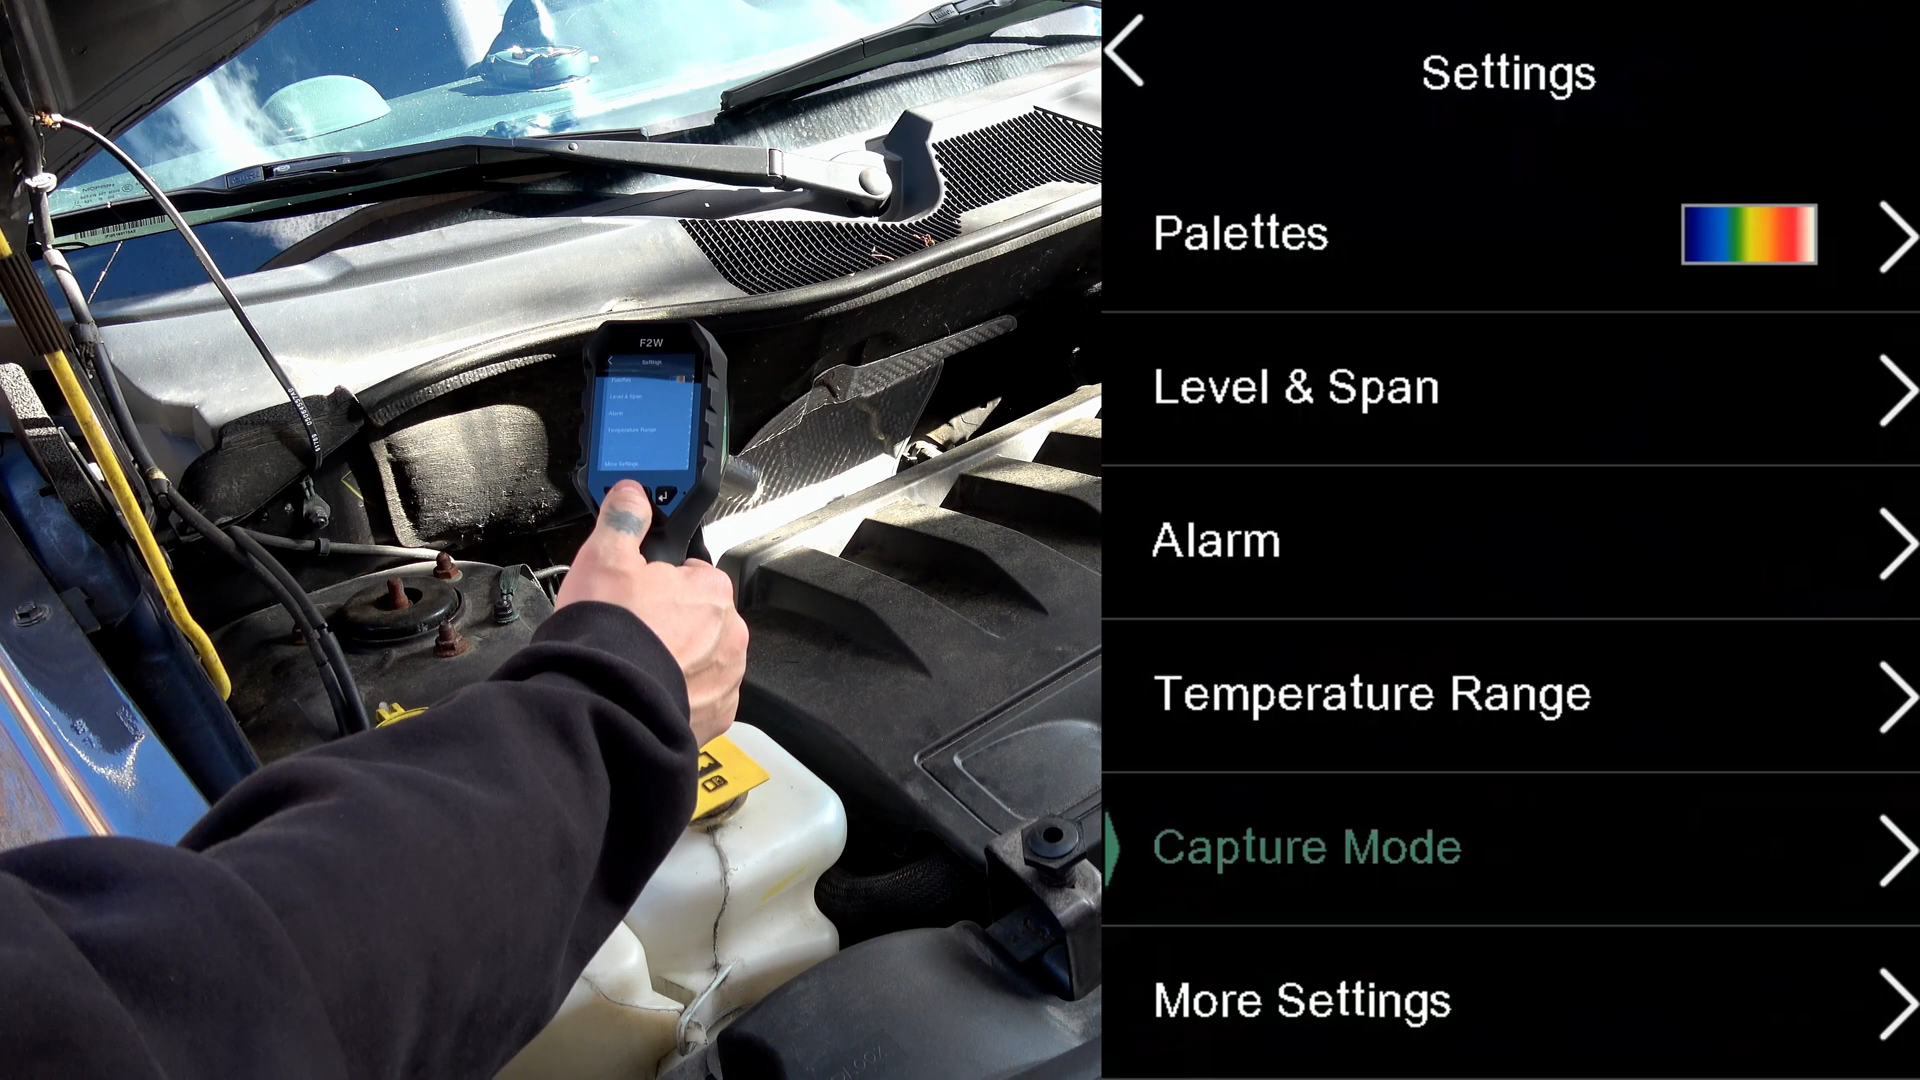 F2W
Settings
Palettes
Level & Span
Alarm
Temperature Range
More Settings
Settings
Palettes
Level & Span
Alarm
Temperature Range
Capture Mode
More Settings